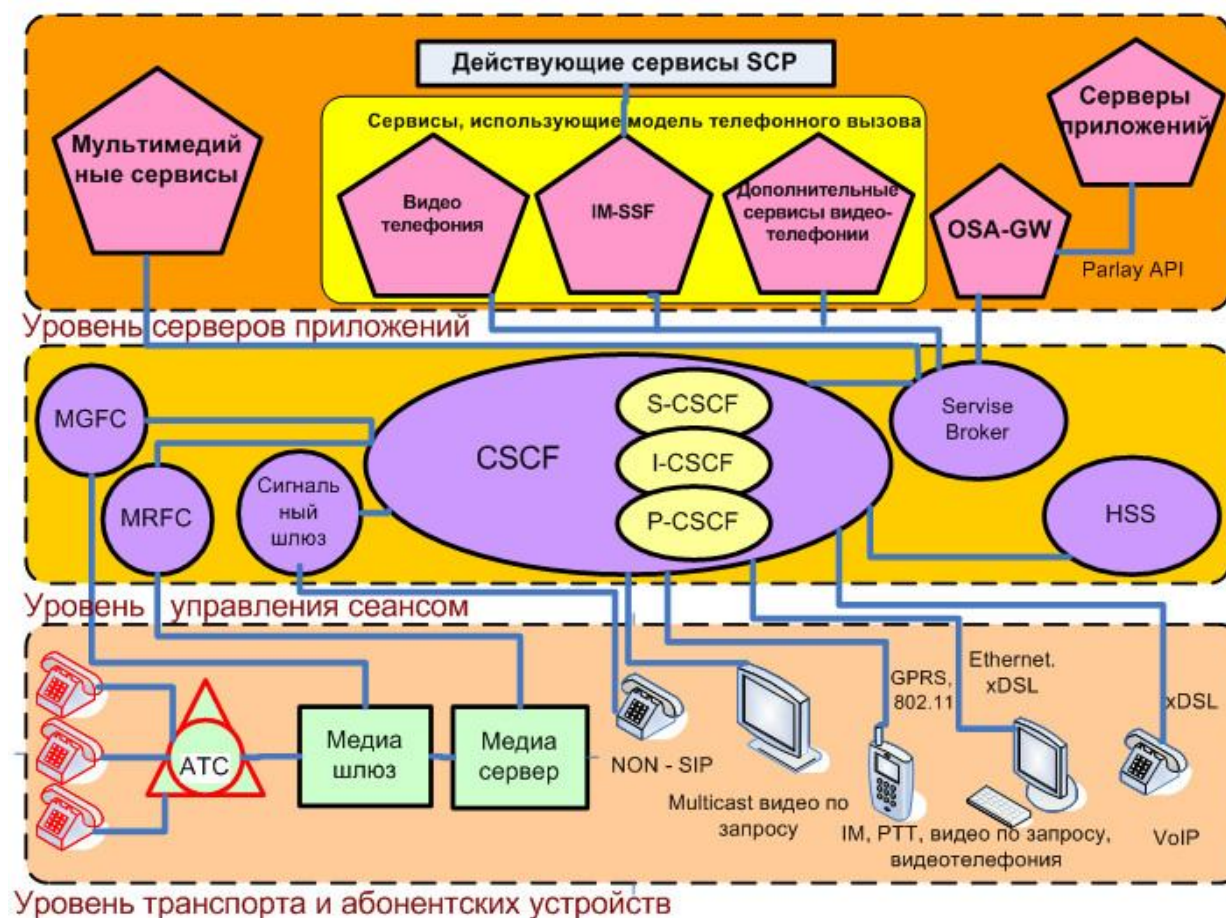 Действующие сервисы SCP
Сервисы, использующие модель телефонного вызова
Мультимедий
ные сервисы
Видео
телефония
IM-SSF
Дополнительные
сервисы видео-
телефонии
OSA-GW
Серверы
приложений
Parlay API
Уровень серверов приложений
MGFC
MRFC
Сигналь
ный
шлюз
CSCF
S-CSCF
I-CSCF
P-CSCF
Servise
Broker
HSS
Уровень управления сеансом
АТС
Медиа
шлюз
Медиа
сервер
NON - SIP
Multicast видео по
запросу
GPRS,
802.11
IM, PTT, видео по запросу,
видеотелефония
Ethernet.
xDSL
xDSL
VoIP
Уровень транспорта и абонентских устройств